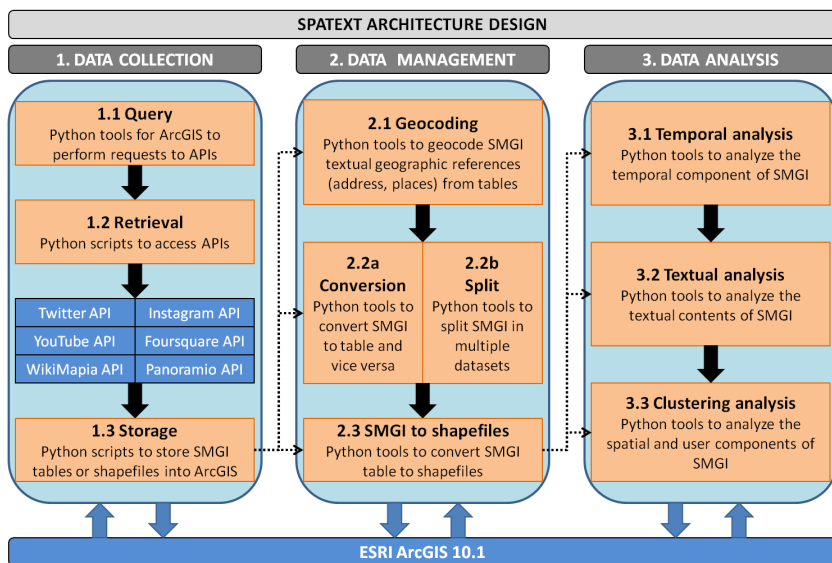 SPATEXT ARCHITECTURE DESIGN
1. DATA COLLECTION
1.1 Query
Python tools for ArcGIS to
perform requests to APIs
1.2 Retrieval
Python scripts to access APIs
Twitter API
Instagram API
YouTube API
Foursquare API
WikiMapia API
Panoramio API
1.3 Storage
Python scripts to store SMGI
tables or shapefiles into ArcGIS
2. DATA MANAGEMENT
2.1 Geocoding
Python tools to geocode SMGI
textual geographic references
(address, places) from tables
2.2a
Conversion
Python tools to
convert SMGI
to table and
vice versa
2.2b
Split
Python tools to
split SMGI in
multiple
datasets
2.3 SMGI to shapefiles
Python tools to convert SMGI
table to shapefiles
3. DATA ANALYSIS
3.1 Temporal analysis
Python tools to analyze the
temporal component of SMGI
3.2 Textual analysis
Python tools to analyze the
textual contents of SMGI
3.3 Clustering analysis
Python tools to analyze the
spatial and user components of
SMGI
ESRI ArcGIS 10.1